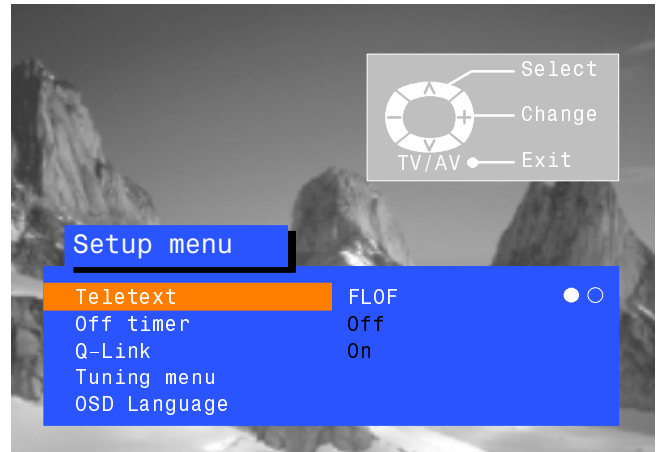 Select
Change
TV/AV Exit
Setup menu
Teletext FLOF
Off timer Off
Q-Link On
Tuning menu
OSD Language